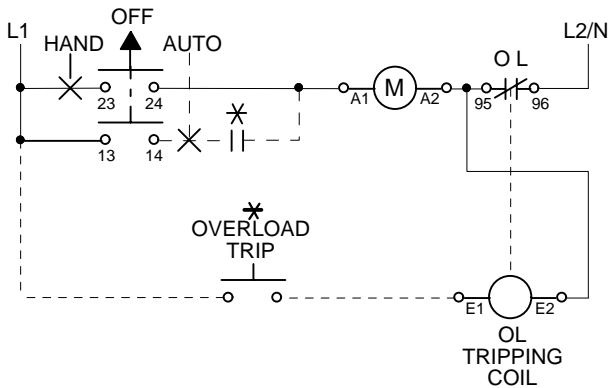 OFF
L1
HAND
AUTO
O L
L2/N
23
24
A1
M
A2
95
96
13
14
OVERLOAD
TRIP
E1
E2
OL
TRIPPING
COIL